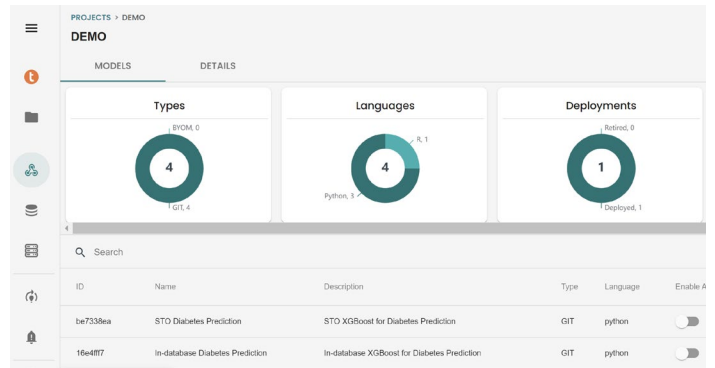 PROJECTS > DEMO
DEMO
MODELS DETAILS
Types Languages Deployments
BYOM, 0
4
GIT, 4
R, 1
4
Python, 3
Retired, 0
1
Deployed, 1
Search
ID Name Description Type Language Enable A
be7338ea STO Diabetes Prediction STO XGBoost for Diabetes Prediction GIT python
16e4fff7 In-database Diabetes Prediction In-database XGBoost for Diabetes Prediction GIT python